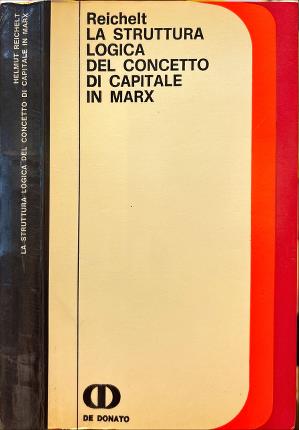 HELMUT REICHELT
LA STRUTTURA LOGICA DEL CONCETTO DI CAPITALE IN MARX
Reichelt
LA STRUTTURA
LOGICA
DEL CONCETTO
DI CAPITALE
IN MARX
DE DONATO